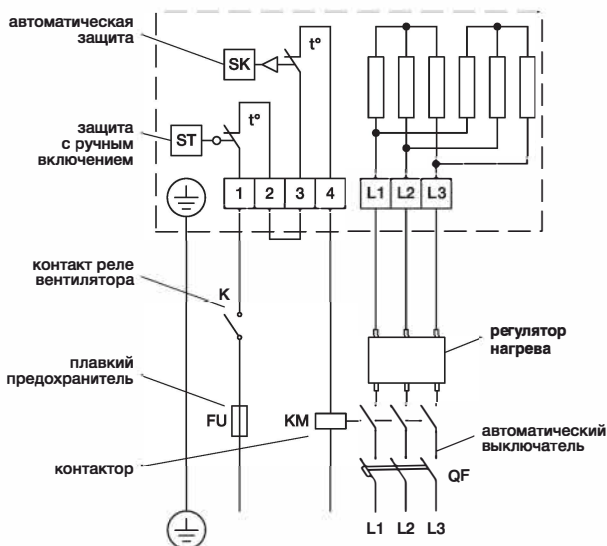 автоматическая
защита
SK
t°
защита
с ручным
включением
ST
t°
1 2 3 4 L1 L2 L3
контакт реле
вентилятора
K
регулятор
нагрева
плавкий
предохранитель
FU
KM
автоматический
выключатель
контактор
QF
L1 L2 L3